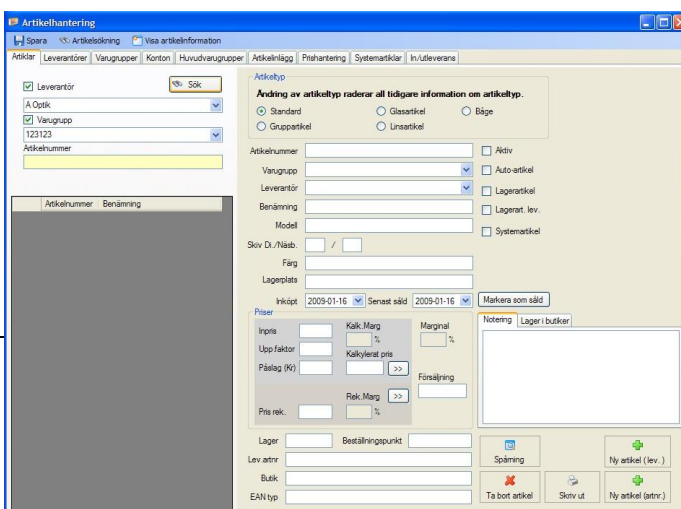 Artikelhantering
Spara Artikelsökning Visa artikelinformation
Artiklar Leverantörer Varugrupper Konton Huvudvarugrupper Artikelinlägg Prishantering Systemartiklar In/utleverans
Leverantör Sök
A Optik
Varugrupp
123123
Artikelnummer
Artikelnummer Benämning
Artikeltyp
Ändring av artikeltyp raderar all tidigare information om artikeltyp.
Standard Glasartikel Båge
Gruppartikel Linsartikel
Artikelnummer Aktiv
Varugrupp Auto-artikel
Leverantör Lagerartikel
Benämning Lagerart. lev.
Modell Systemartikel
Skiv Di./Näsb. /
Färg
Lagerplats
Inköpt 2009-01-16 Senast såld 2009-01-16 Markera som såld
Priser Notering Lager i butiker
Inpris Kalk.Marg Marginal
% %
Upp.faktor Kalkylerat pris
Påslag (Kr) >> Försäljning
Rek.Marg >>
Pris rek. %
Lager Beställningspunkt
Lev.artnr Spårning Ny artikel ( lev. )
Butik
EAN typ Ta bort artikel Skriv ut Ny artikel (artnr.)